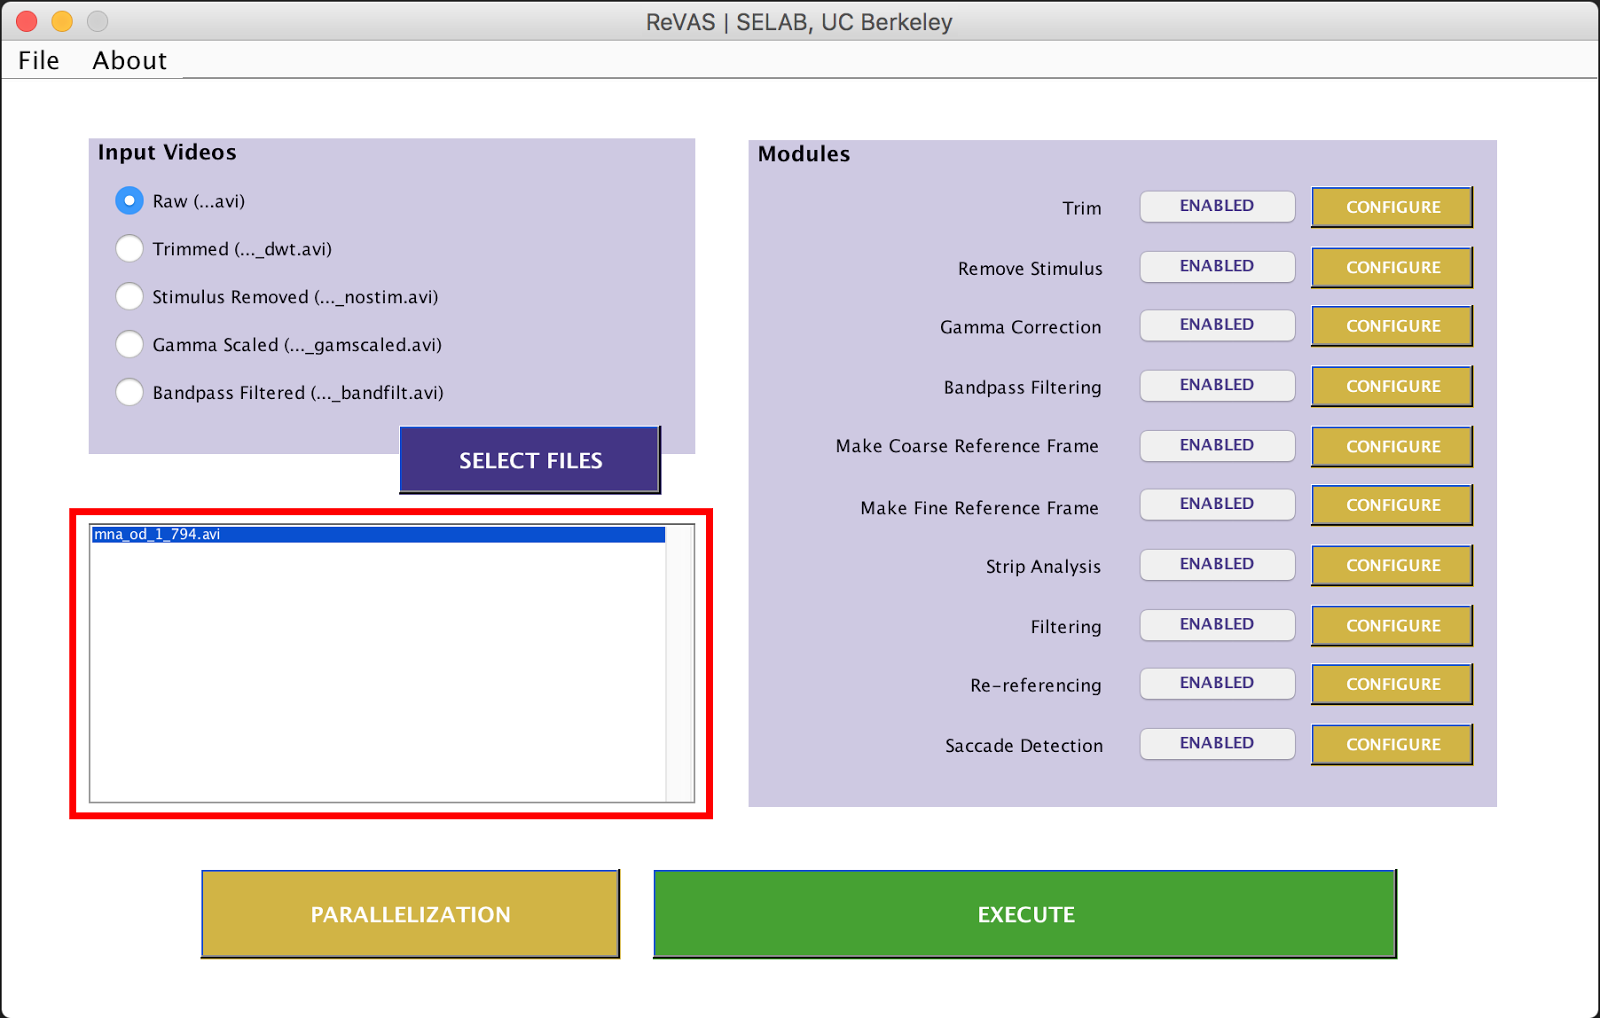 ReVAS | SELAB, UC Berkeley
File About
Input Videos
Raw (...avi)
Trimmed (..._dwt.avi)
Stimulus Removed (..._nostim.avi)
Gamma Scaled (..._gamscaled.avi)
Bandpass Filtered (..._bandfilt.avi)
SELECT FILES
mna_od_1_794.avi
Modules
Trim ENABLED CONFIGURE
Remove Stimulus ENABLED CONFIGURE
Gamma Correction ENABLED CONFIGURE
Bandpass Filtering ENABLED CONFIGURE
Make Coarse Reference Frame ENABLED CONFIGURE
Make Fine Reference Frame ENABLED CONFIGURE
Strip Analysis ENABLED CONFIGURE
Filtering ENABLED CONFIGURE
Re-referencing ENABLED CONFIGURE
Saccade Detection ENABLED CONFIGURE
PARALLELIZATION EXECUTE